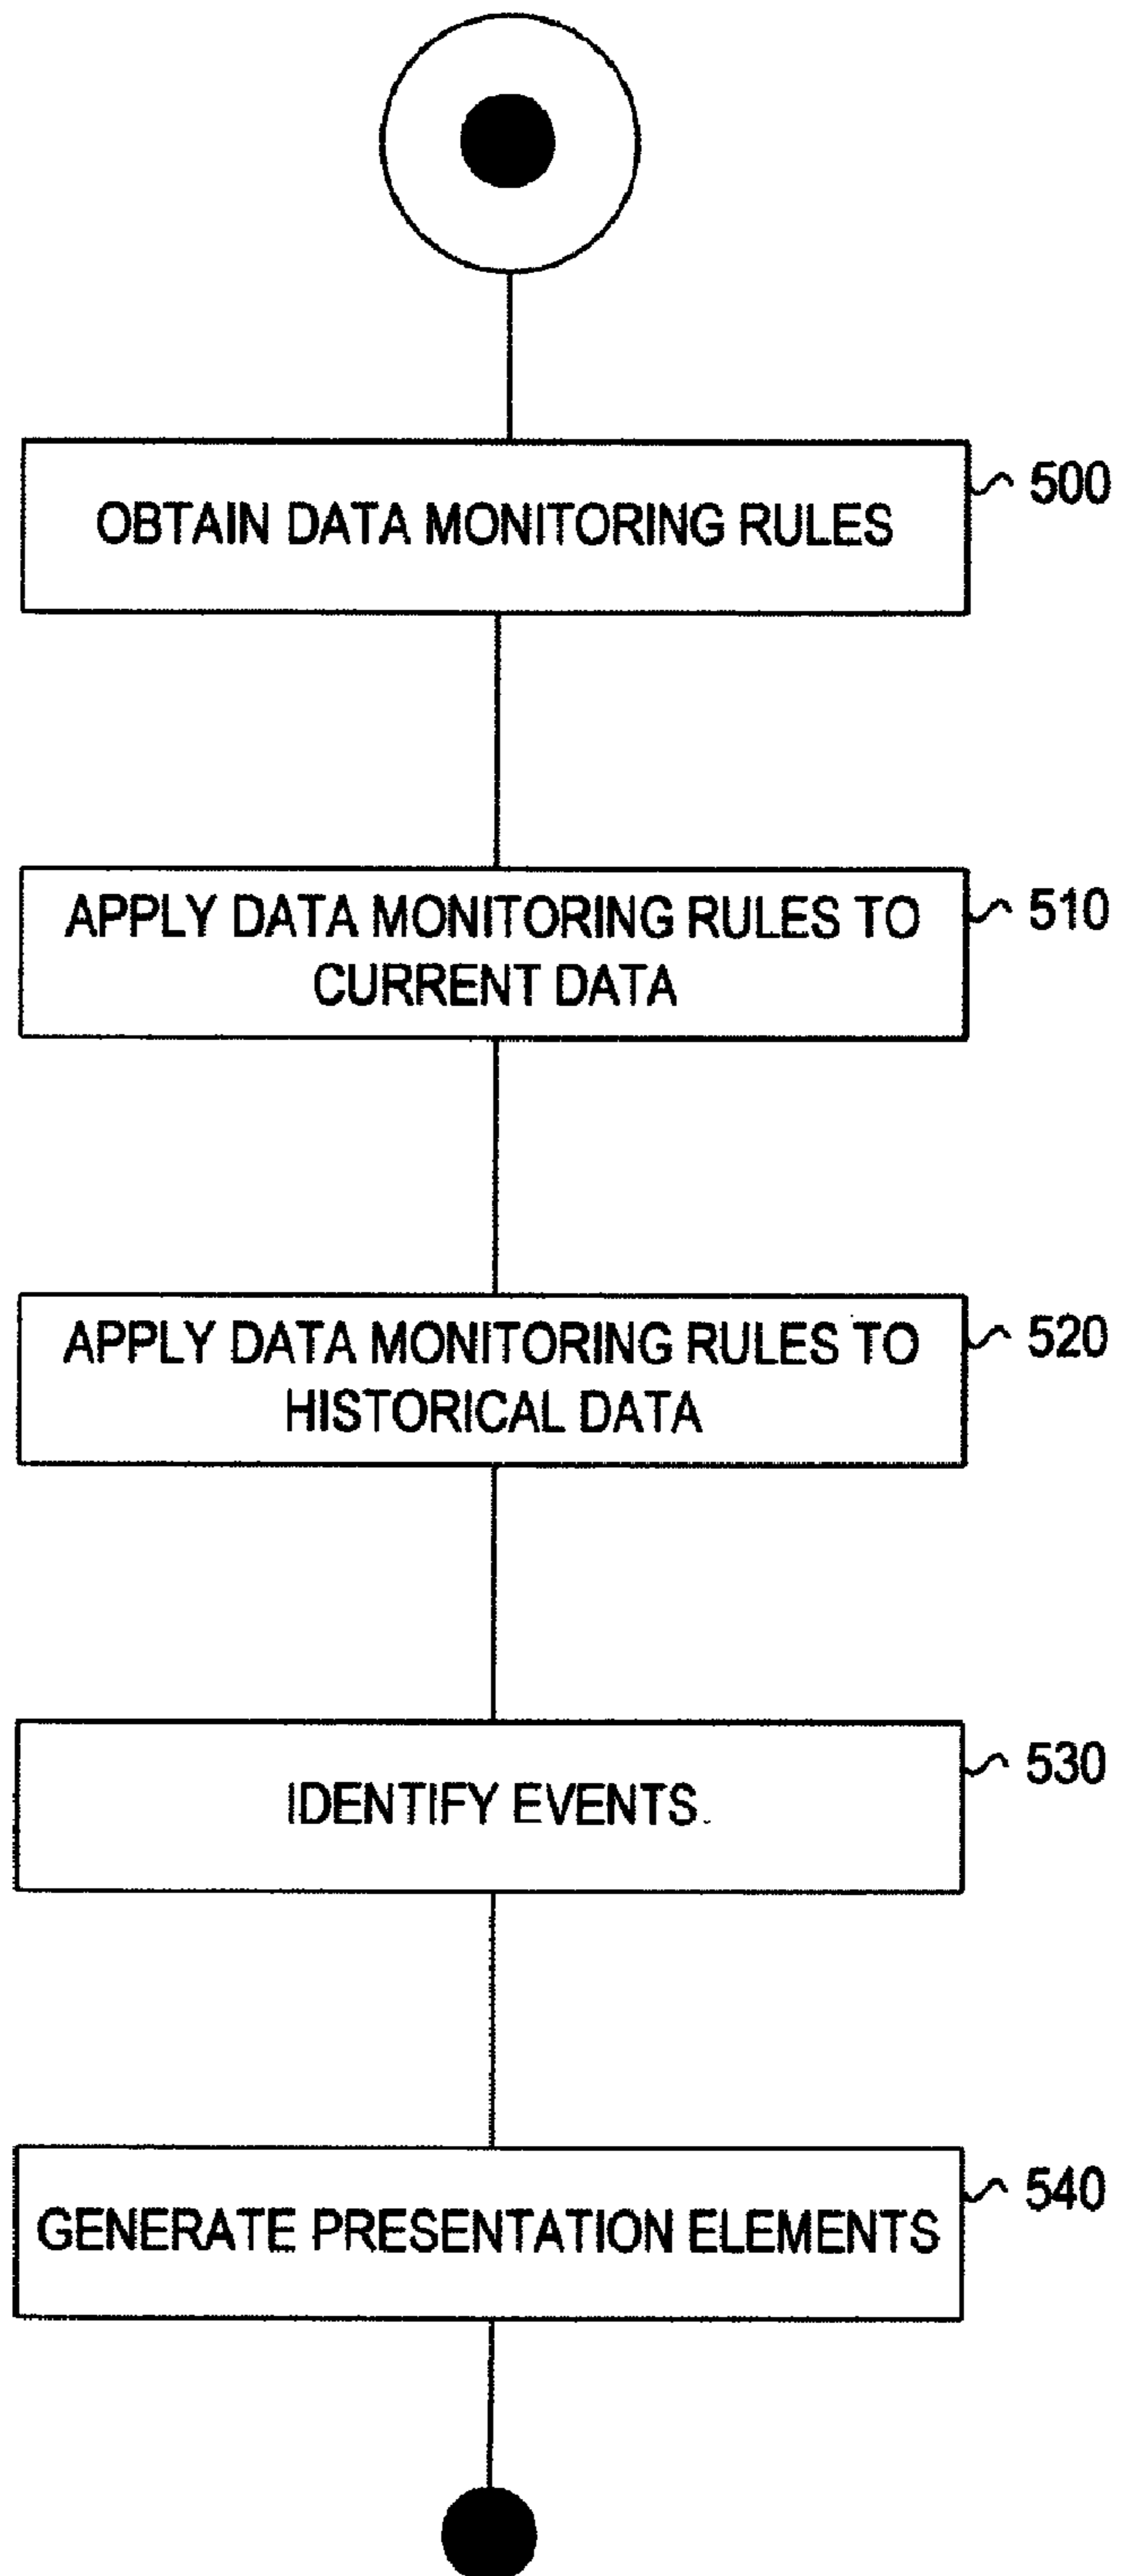 OBTAIN DATA MONITORING RULES
500
APPLY DATA MONITORING RULES TO
CURRENT DATA
510
APPLY DATA MONITORING RULES TO
HISTORICAL DATA
520
IDENTIFY EVENTS
530
GENERATE PRESENTATION ELEMENTS
540